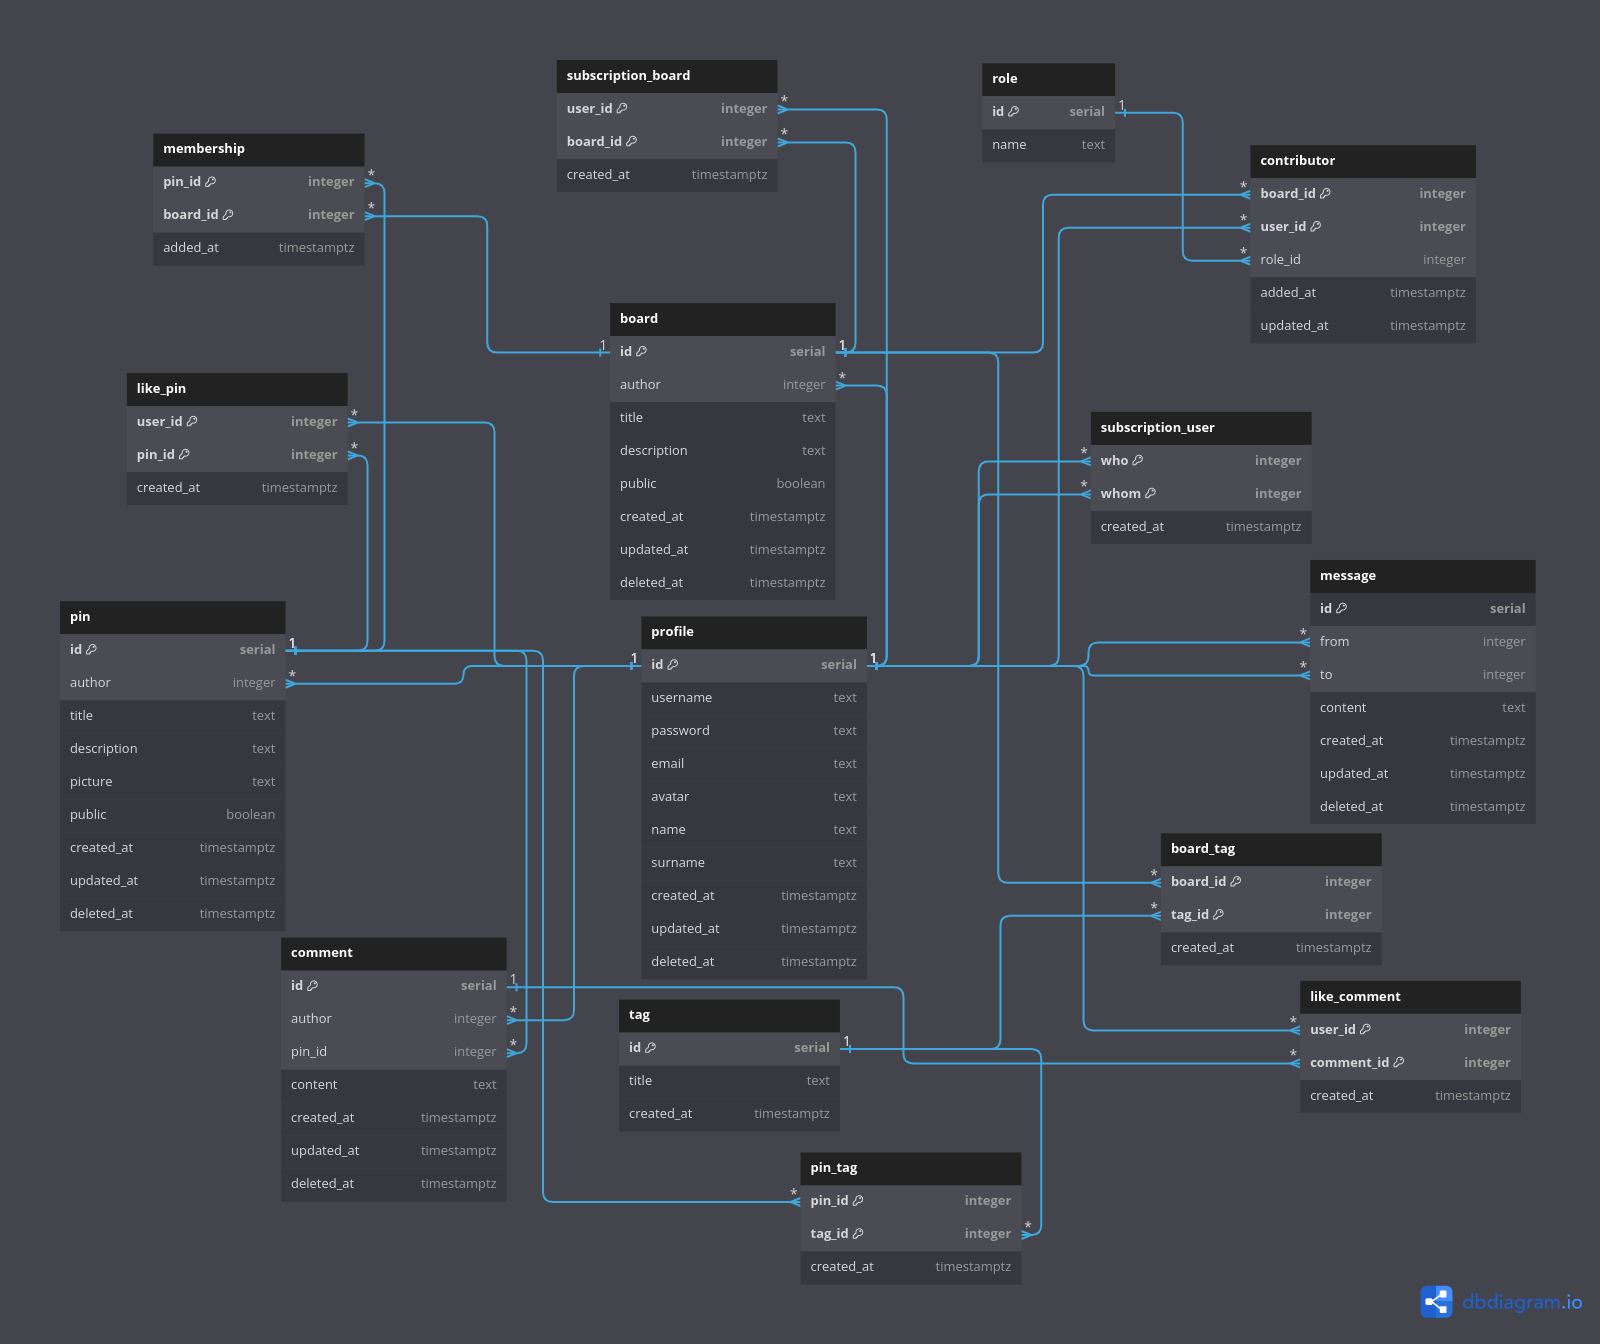 subscription_board
user_id integer
board_id integer
created_at timestamptz
role
id serial
name text
membership
pin_id integer
board_id integer
added_at timestamptz
contributor
board_id integer
user_id integer
role_id integer
added_at timestamptz
updated_at timestamptz
board
id serial
author integer
title text
description text
public boolean
created_at timestamptz
updated_at timestamptz
deleted_at timestamptz
like_pin
user_id integer
pin_id integer
created_at timestamptz
subscription_user
who integer
whom integer
created_at timestamptz
message
id serial
from integer
to integer
content text
created_at timestamptz
updated_at timestamptz
deleted_at timestamptz
pin
id serial
author integer
title text
description text
picture text
public boolean
created_at timestamptz
updated_at timestamptz
deleted_at timestamptz
profile
id serial
username text
password text
email text
avatar text
name text
surname text
created_at timestamptz
updated_at timestamptz
deleted_at timestamptz
board_tag
board_id integer
tag_id integer
created_at timestamptz
comment
id serial
author integer
pin_id integer
content text
created_at timestamptz
updated_at timestamptz
deleted_at timestamptz
tag
id serial
title text
created_at timestamptz
like_comment
user_id integer
comment_id integer
created_at timestamptz
pin_tag
pin_id integer
tag_id integer
created_at timestamptz
dbdiagram.io